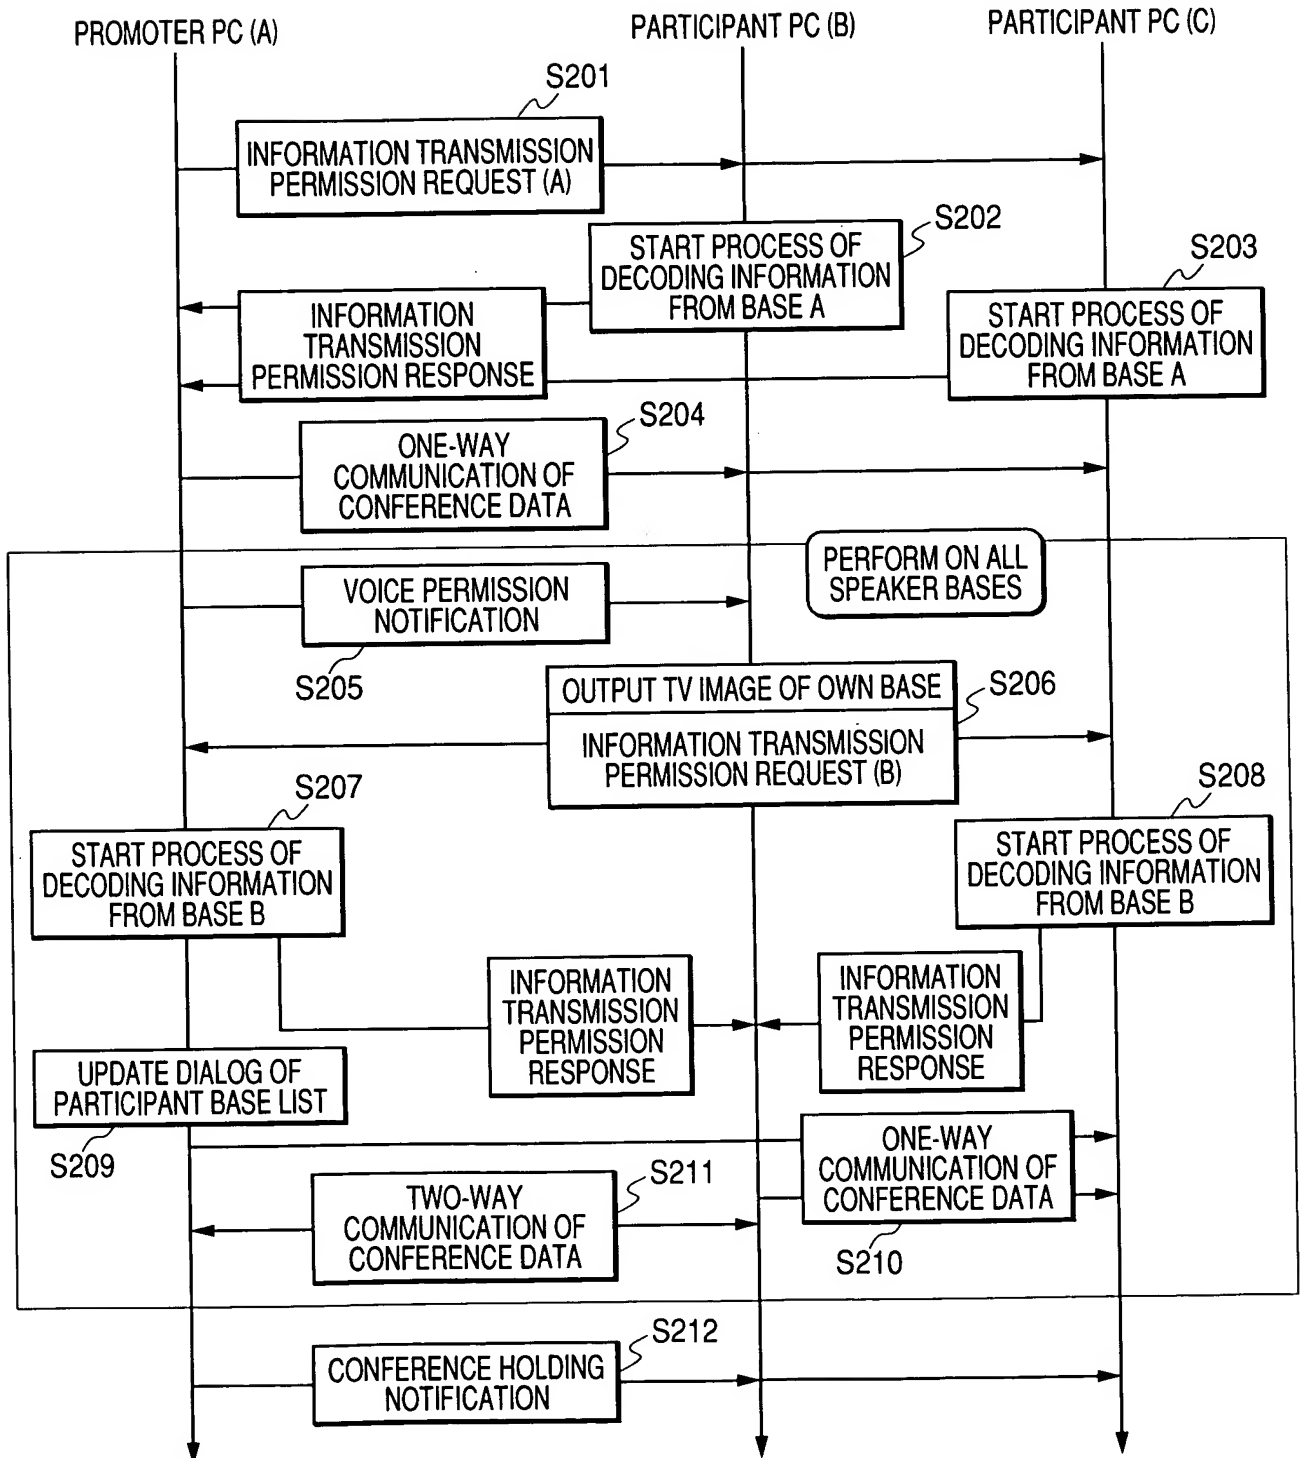 PROMOTER PC (A)
PARTICIPANT PC (B)
PARTICIPANT PC (C)
S201
INFORMATION TRANSMISSION
PERMISSION REQUEST (A)
S202
START PROCESS OF
DECODING INFORMATION
FROM BASE A
S203
START PROCESS OF
DECODING INFORMATION
FROM BASE A
INFORMATION
TRANSMISSION
PERMISSION RESPONSE
S204
ONE-WAY
COMMUNICATION OF
CONFERENCE DATA
PERFORM ON ALL
SPEAKER BASES
VOICE PERMISSION
NOTIFICATION
S205
OUTPUT TV IMAGE OF OWN BASE
S206
INFORMATION TRANSMISSION
PERMISSION REQUEST (B)
S207
START PROCESS OF
DECODING INFORMATION
FROM BASE B
S208
START PROCESS OF
DECODING INFORMATION
FROM BASE B
INFORMATION
TRANSMISSION
PERMISSION
RESPONSE
INFORMATION
TRANSMISSION
PERMISSION
RESPONSE
UPDATE DIALOG OF
PARTICIPANT BASE LIST
S209
ONE-WAY
COMMUNICATION OF
CONFERENCE DATA
S210
S211
TWO-WAY
COMMUNICATION OF
CONFERENCE DATA
S212
CONFERENCE HOLDING
NOTIFICATION